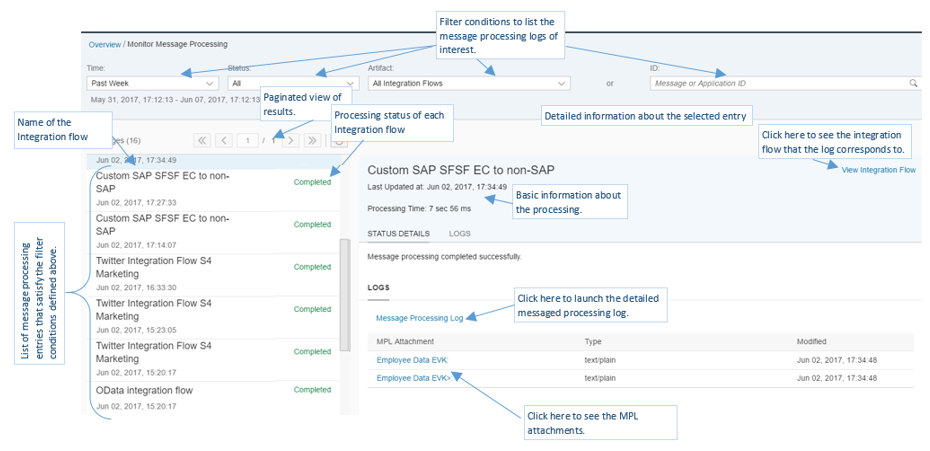 Filter conditions to list the
message processing logs of
interest.
Overview / Monitor Message Processing
Time:
Status:
Artifact:
ID:
Past Week
All
All Integration Flows
or
Message or Application ID
May 31, 2017, 17:12:13 - Jun 07, 2017, 17:12:13
Paginated view of
results.
Processing status of each
Integration flow
Detailed information about the selected entry
Name of the
Integration flow
Click here to see the integration
flow that the log corresponds to.
(16)
1 / 1
View Integration Flow
Jun 02, 2017, 17:34:49
Custom SAP SFSF EC to non-
SAP
Completed
Jun 02, 2017, 17:27:33
Custom SAP SFSF EC to non-
SAP
Completed
Jun 02, 2017, 17:14:07
Twitter Integration Flow S4
Marketing
Completed
Jun 02, 2017, 16:33:30
Twitter Integration Flow S4
Marketing
Completed
Jun 02, 2017, 15:23:05
Twitter Integration Flow S4
Marketing
Completed
Jun 02, 2017, 15:20:17
OData integration flow
Completed
Jun 02, 2017, 15:20:17
List of message processing
entries that satisfy the filter
conditions defined above.
Custom SAP SFSF EC to non-SAP
Last Updated at: Jun 02, 2017, 17:34:49
Processing Time: 7 sec 56 ms
Basic information about
the processing.
STATUS DETAILS
LOGS
Message processing completed successfully.
LOGS
Click here to launch the detailed
messaged processing log.
Message Processing Log
MPL Attachment
Type
Modified
Employee Data EVK
text/plain
Jun 02, 2017, 17:34:48
Employee Data EVK>:
text/plain
Jun 02, 2017, 17:34:48
Click here to see the MPL
attachments.